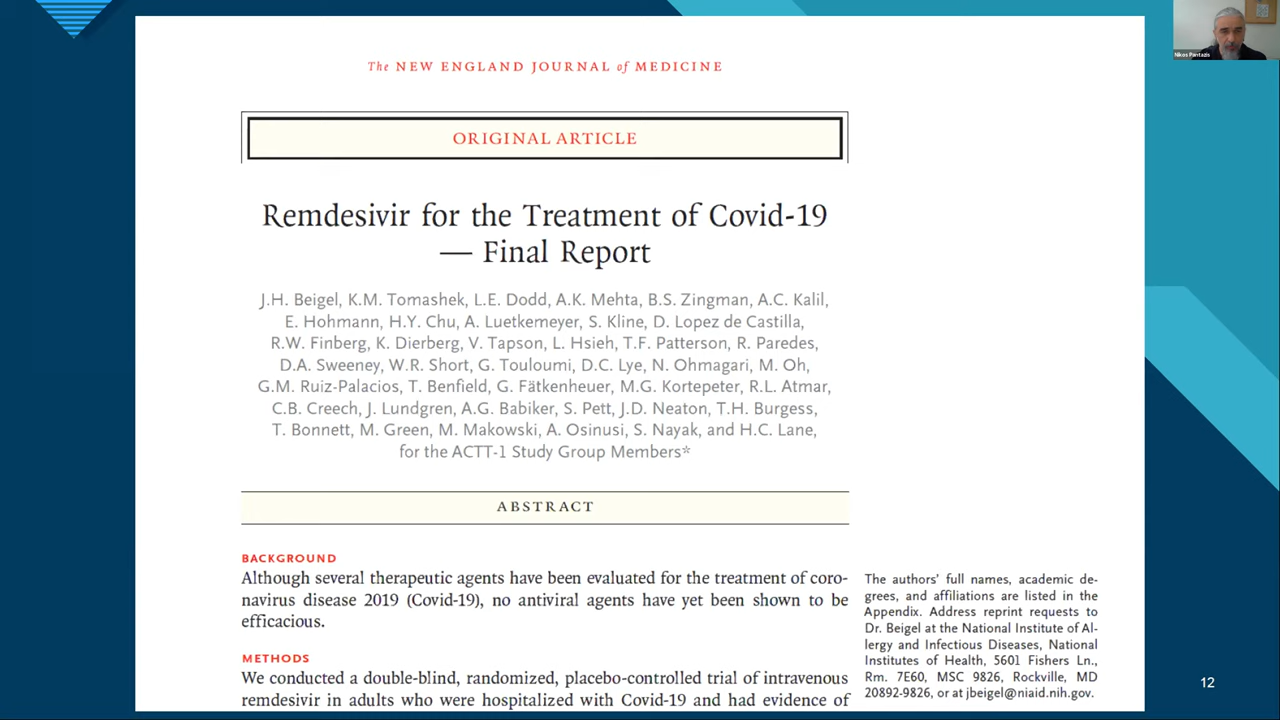 The NEW ENGLAND JOURNAL of MEDICINE
ORIGINAL ARTICLE
Remdesivir for the Treatment of Covid-19
— Final Report
J.H. Beigel, K.M. Tomashek, L.E. Dodd, A.K. Mehta, B.S. Zingman, A.C. Kalil,
E. Hohmann, H.Y. Chu, A. Luetkemeyer, S. Kline, D. Lopez de Castilla,
R.W. Finberg, K. Dierberg, V. Tapson, L. Hsieh, T.F. Patterson, R. Paredes,
D.A. Sweeney, W.R. Short, G. Touloumi, D.C. Lye, N. Ohmagari, M. Oh,
G.M. Ruiz-Palacios, T. Benfield, G. Fätkenheuer, M.G. Kortepeter, R.L. Atmar,
C.B. Creech, J. Lundgren, A.G. Babiker, S. Pett, J.D. Neaton, T.H. Burgess,
T. Bonnett, M. Green, M. Makowski, A. Osinusi, S. Nayak, and H.C. Lane,
for the ACTT-1 Study Group Members*
ABSTRACT
BACKGROUND
Although several therapeutic agents have been evaluated for the treatment of coro-
navirus disease 2019 (Covid-19), no antiviral agents have yet been shown to be
efficacious.
METHODS
We conducted a double-blind, randomized, placebo-controlled trial of intravenous
remdesivir in adults who were hospitalized with Covid-19 and had evidence of
The authors' full names, academic de-
grees, and affiliations are listed in the
Appendix. Address reprint requests to
Dr. Beigel at the National Institute of Al-
lergy and Infectious Diseases, National
Institutes of Health, 5601 Fishers Ln.,
Rm. 7E60, MSC 9826, Rockville, MD
20892-9826, or at jbeigel@niaid.nih.gov.
12
Nikos Pantazis